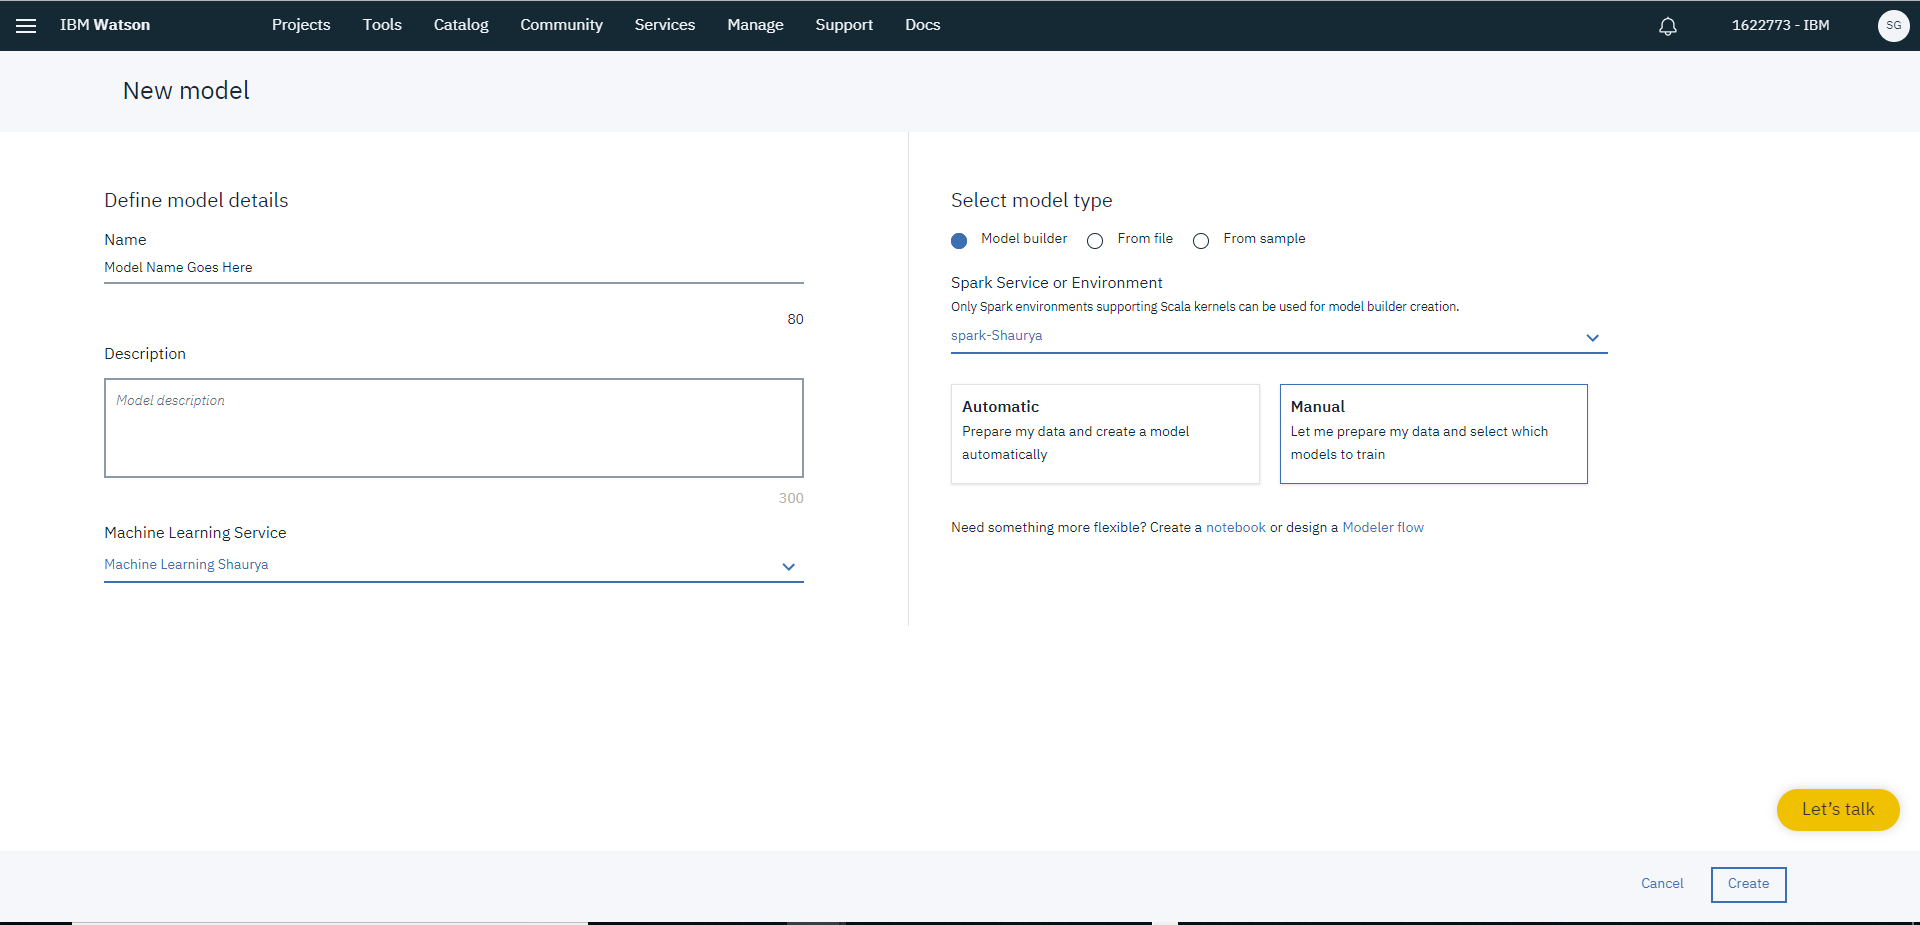 IBM Watson
Projects
Tools
Catalog
Community
Services
Manage
Support
Docs
1622773 - IBM
SG
New model
Define model details
Name
Model Name Goes Here
80
Description
Model description
300
Machine Learning Service
Machine Learning Shaurya
Select model type
Model builder
From file
From sample
Spark Service or Environment
Only Spark environments supporting Scala kernels can be used for model builder creation.
spark-Shaurya
Automatic
Prepare my data and create a model
automatically
Manual
Let me prepare my data and select which
models to train
Need something more flexible? Create a notebook or design a Modeler flow
Let's talk
Cancel
Create